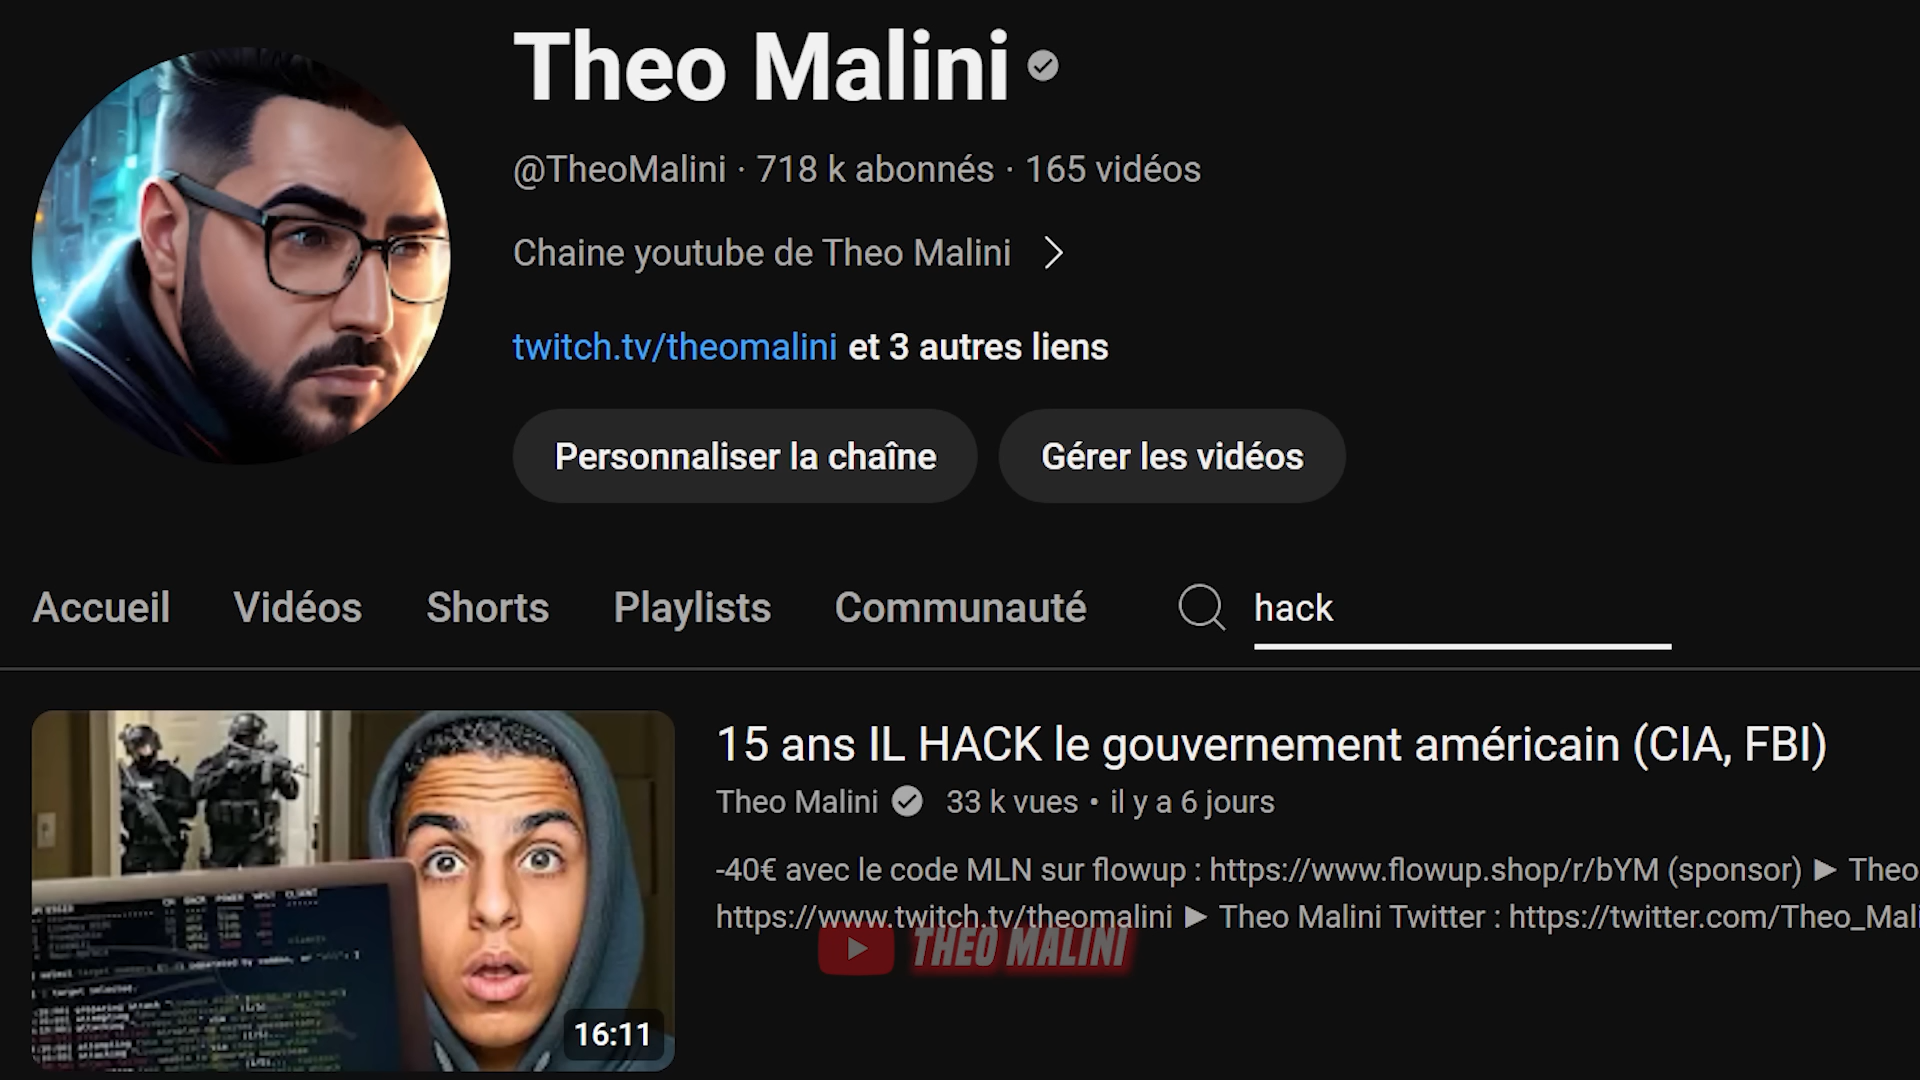 Theo Malini
@TheoMalini · 718 k abonnés · 165 vidéos
Chaine youtube de Theo Malini
twitch.tv/theomalini et 3 autres liens
Personnaliser la chaîne
Gérer les vidéos
Accueil
Vidéos
Shorts
Playlists
Communauté
hack
15 ans IL HACK le gouvernement américain (CIA, FBI)
Theo Malini 33 k vues • il y a 6 jours
-40€ avec le code MLN sur flowup : https://www.flowup.shop/r/bYM (sponsor) ► Theo
https://www.twitch.tv/theomalini ► Theo Malini Twitter : https://twitter.com/Theo_Mali
THEO MALINI
16:11